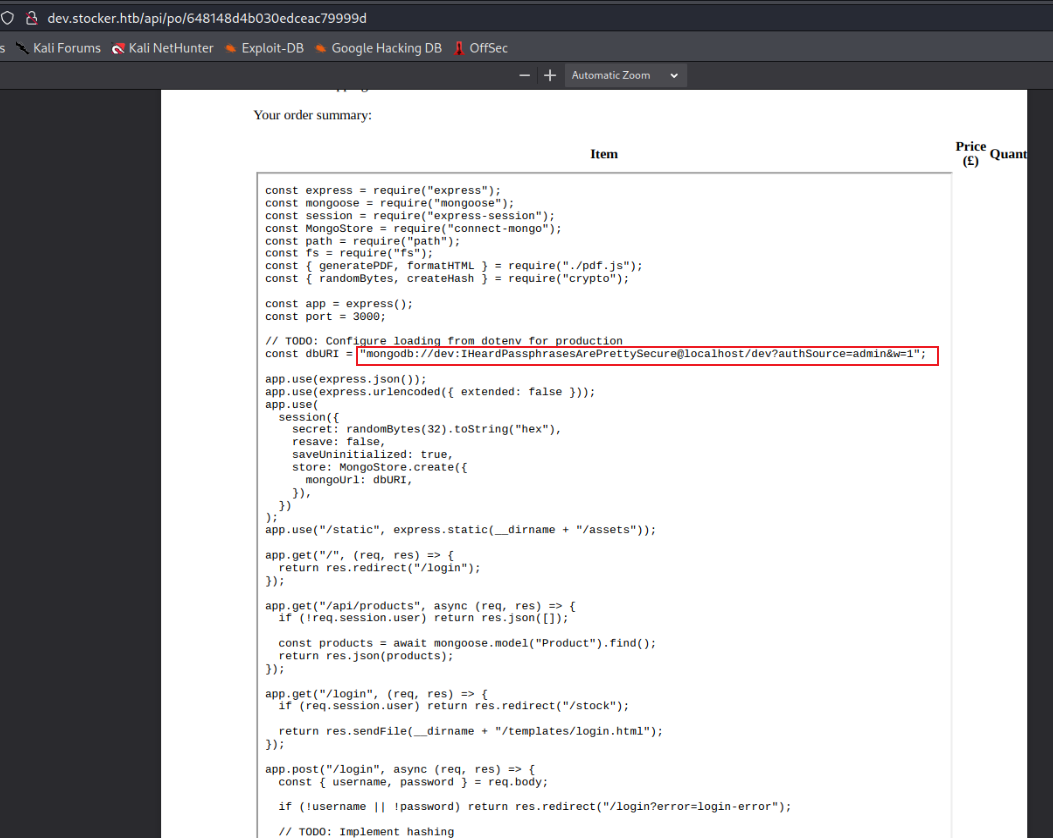 dev.stocker.htb/api/po/648148d4b030edceac79999d
s Kali Forums Kali NetHunter Exploit-DB Google Hacking DB OffSec
Automatic Zoom
Your order summary:
Item Price (£) Quant
const express = require("express");
const mongoose = require("mongoose");
const session = require("express-session");
const MongoStore = require("connect-mongo");
const path = require("path");
const fs = require("fs");
const { generatePDF, formatHTML } = require("./pdf.js");
const { randomBytes, createHash } = require("crypto");
const app = express();
const port = 3000;
// TODO: Configure loading from dotenv for production
const dbURI = "mongodb://dev:IHeardPassphrasesArePrettySecure@localhost/dev?authSource=admin&w=1";
app.use(express.json());
app.use(express.urlencoded({ extended: false }));
app.use(
  session({
    secret: randomBytes(32).toString("hex"),
    resave: false,
    saveUninitialized: true,
    store: MongoStore.create({
      mongoUrl: dbURI,
    }),
  })
);
app.use("/static", express.static(__dirname + "/assets"));
app.get("/", (req, res) => {
  return res.redirect("/login");
});
app.get("/api/products", async (req, res) => {
  if (!req.session.user) return res.json([]);
  const products = await mongoose.model("Product").find();
  return res.json(products);
});
app.get("/login", (req, res) => {
  if (req.session.user) return res.redirect("/stock");
  return res.sendFile(__dirname + "/templates/login.html");
});
app.post("/login", async (req, res) => {
  const { username, password } = req.body;
  if (!username || !password) return res.redirect("/login?error=login-error");
  // TODO: Implement hashing